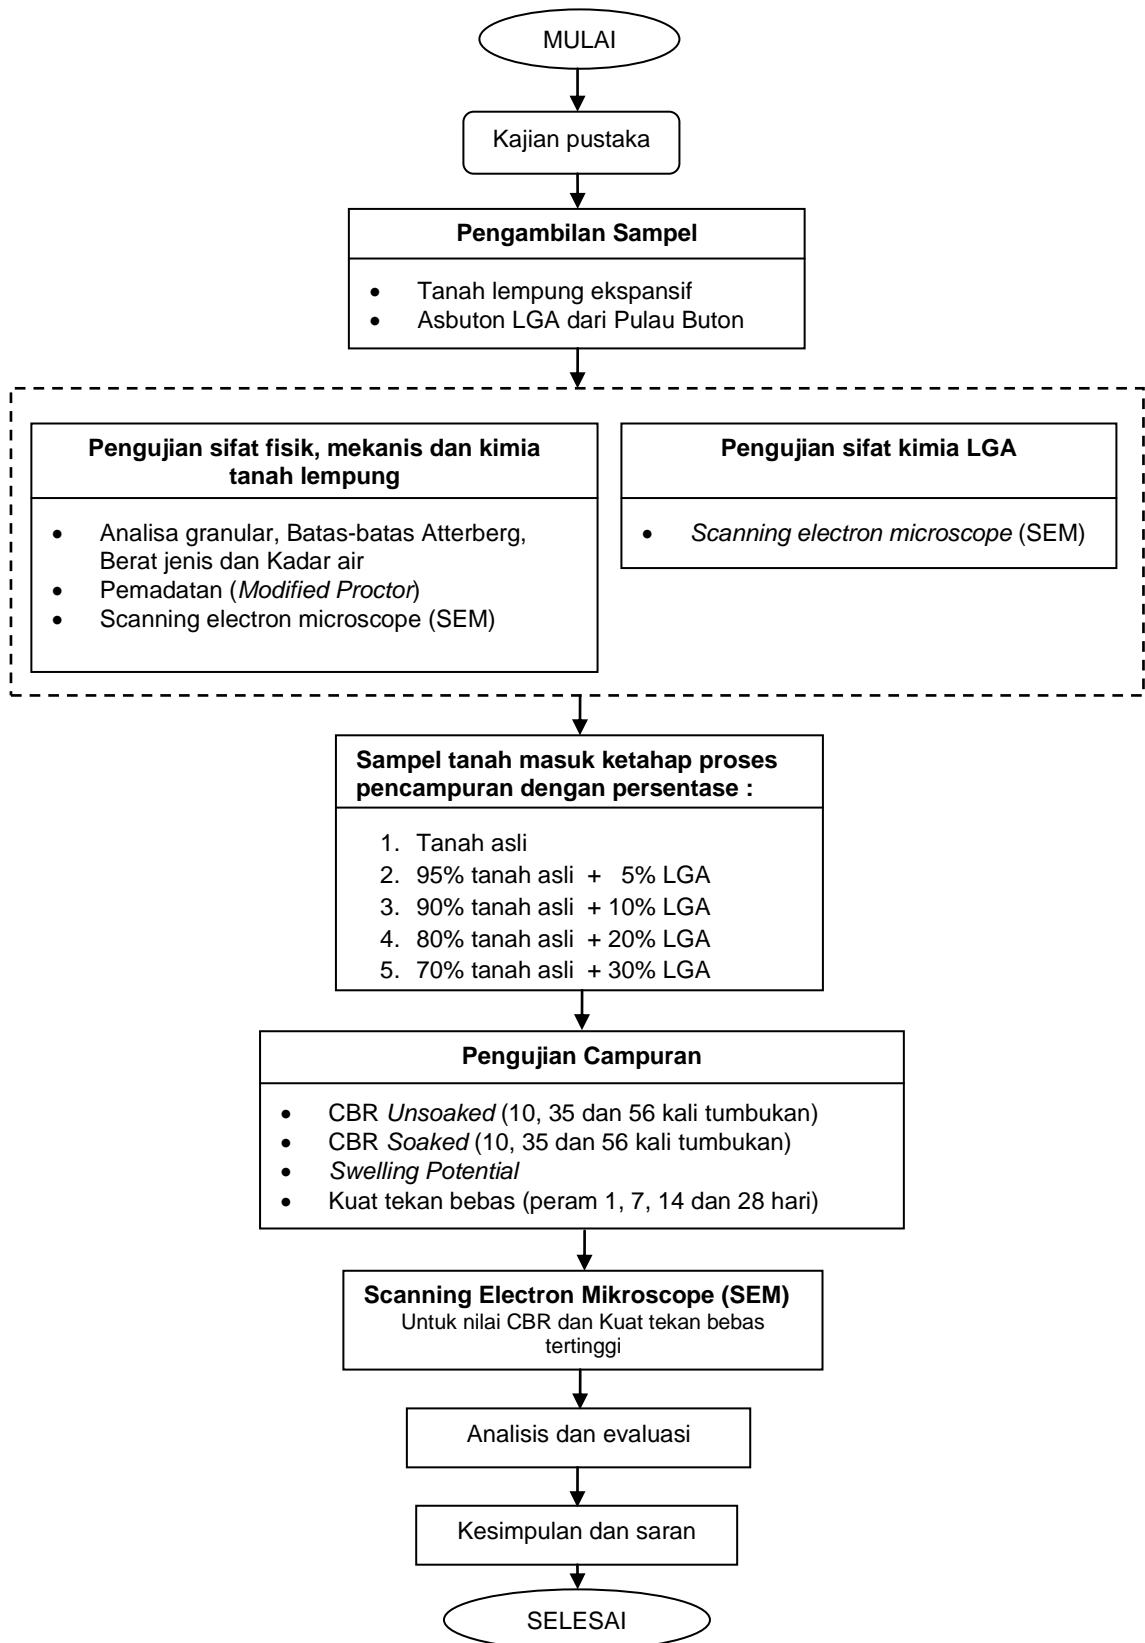 MULAI
Kajian pustaka
Pengambilan Sampel
• Tanah lempung ekspansif
• Asbuton LGA dari Pulau Buton
Pengujian sifat fisik, mekanis dan kimia
tanah lempung
• Analisa granular, Batas-batas Atterberg,
Berat jenis dan Kadar air
• Pemadatan (Modified Proctor)
• Scanning electron microscope (SEM)
Pengujian sifat kimia LGA
• Scanning electron microscope (SEM)
Sampel tanah masuk ketahap proses
pencampuran dengan persentase :
1. Tanah asli
2. 95% tanah asli + 5% LGA
3. 90% tanah asli + 10% LGA
4. 80% tanah asli + 20% LGA
5. 70% tanah asli + 30% LGA
Pengujian Campuran
• CBR Unsoaked (10, 35 dan 56 kali tumbukan)
• CBR Soaked (10, 35 dan 56 kali tumbukan)
• Swelling Potential
• Kuat tekan bebas (peram 1, 7, 14 dan 28 hari)
Scanning Electron Mikroscope (SEM)
Untuk nilai CBR dan Kuat tekan bebas
tertinggi
Analisis dan evaluasi
Kesimpulan dan saran
SELESAI